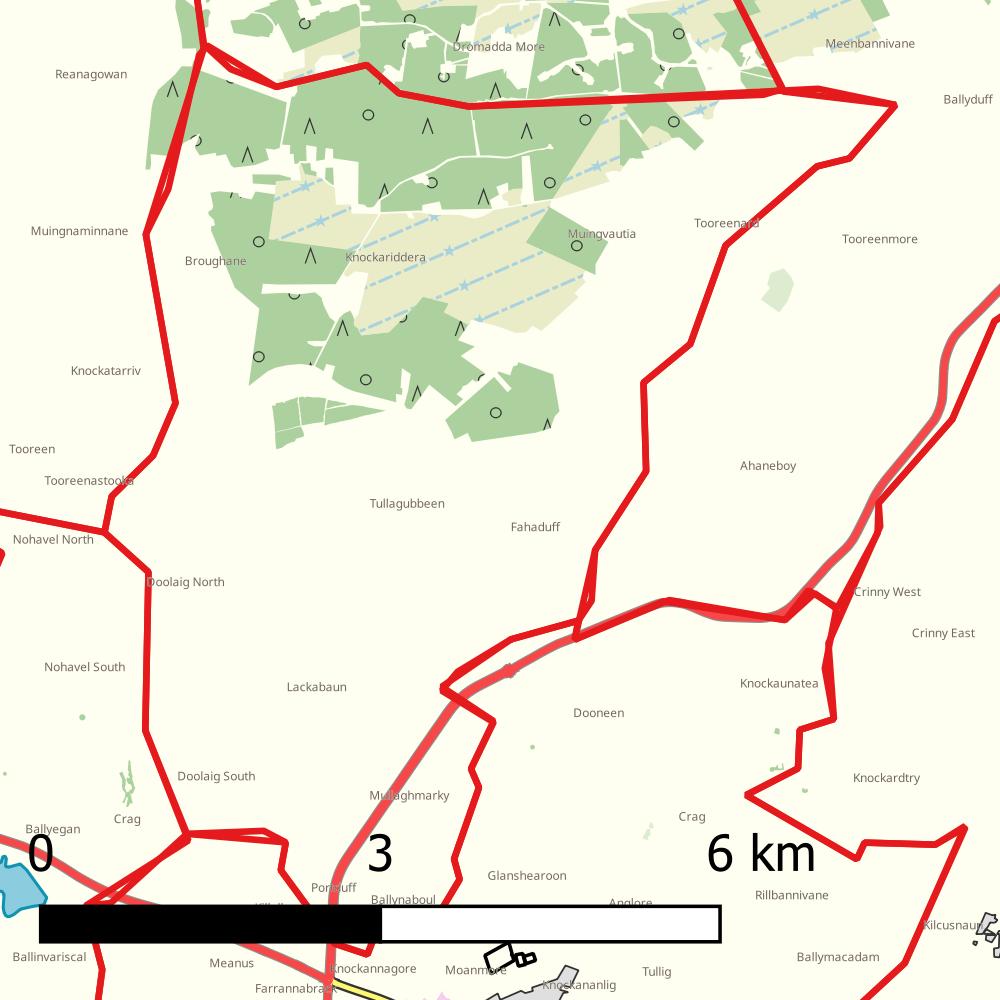 Dromadda More
Meenbannivane
Reanagowan
Ballyduff
Muingnaminnane
Tooreenard
Muingvautia
Tooreenmore
Broughane
Knockariddera
Knockatarriv
Tooreen
Ahaneboy
Tooreenastooka
Tullagubbeen
Fahaduff
Nohavel North
Doolaig North
Crinny West
Crinny East
Nohavel South
Lackabaun
Knockaunatea
Dooneen
Doolaig South
Knockardtry
Mullaghmarky
Crag
Crag
Ballyegan
0 3 6 km
Glanshearoon
Portduff
Rillbannivane
Ballynaboul
Anglore
Kilcusnaun
Ballinvariscal
Meanus
Ballymacadam
Knockannagore
Moanmore
Tullig
Knockananlig
Farrannabrack